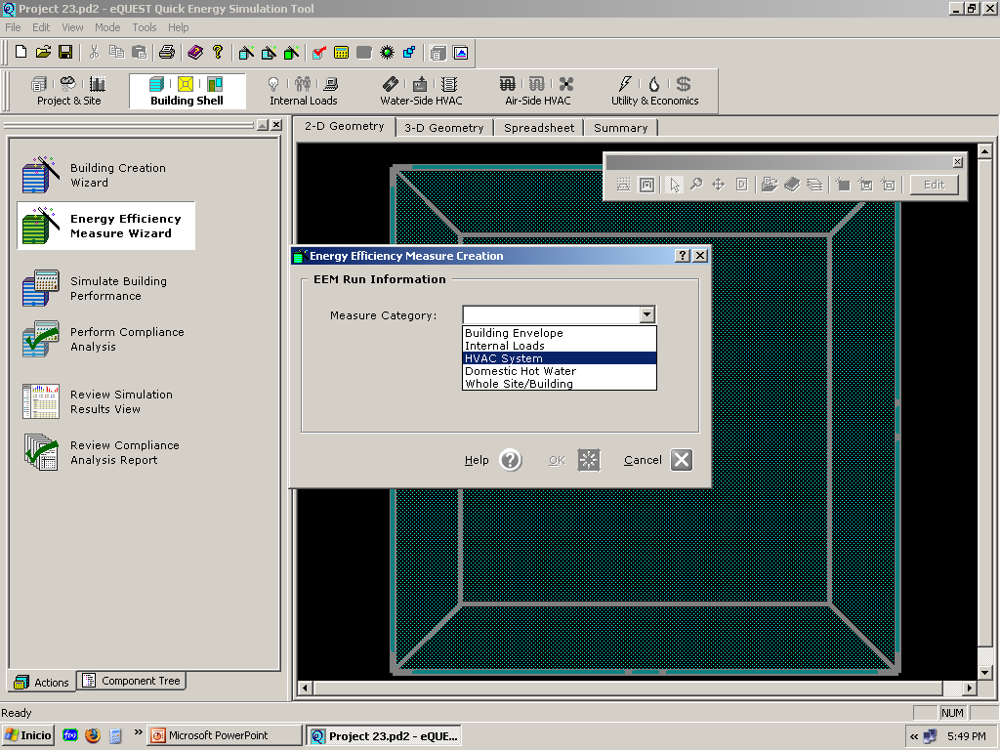 Project 23.pd2 - eQUEST Quick Energy Simulation Tool
File Edit View Mode Tools Help
Project & Site
Building Shell
Internal Loads
Water-Side HVAC
Air-Side HVAC
Utility & Economics
2-D Geometry
3-D Geometry
Spreadsheet
Summary
Building Creation
Wizard
Energy Efficiency
Measure Wizard
Simulate Building
Performance
Perform Compliance
Analysis
Review Simulation
Results View
Review Compliance
Analysis Report
Edit
Energy Efficiency Measure Creation
EEM Run Information
Measure Category:
Building Envelope
Internal Loads
HVAC System
Domestic Hot Water
Whole Site/Building
Help
OK
Cancel
Actions
Component Tree
Ready
NUM
Inicio
Microsoft PowerPoint
Project 23.pd2 - eQUE...
5:49 PM